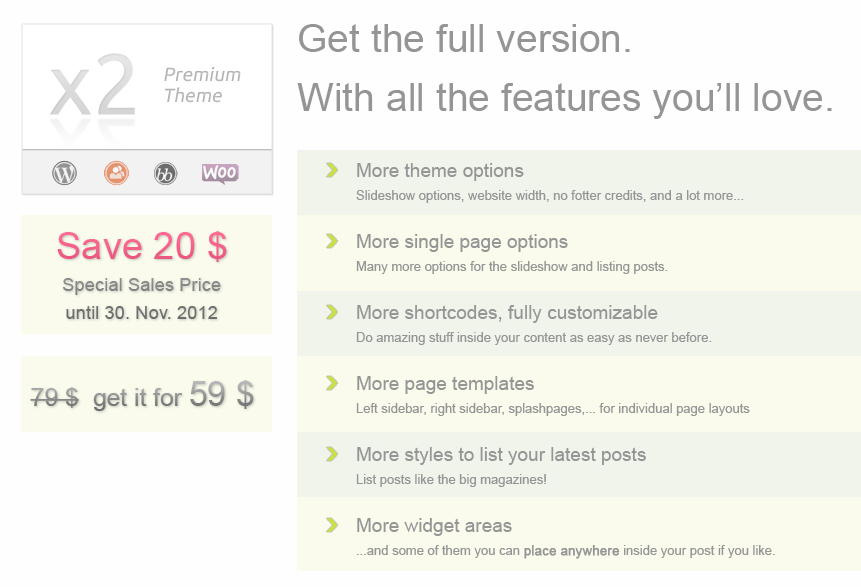 x2
Premium
Theme
W
bb
WOO
Save 20 $
Special Sales Price
until 30. Nov. 2012
79 $ get it for 59 $
Get the full version.
With all the features you’ll love.
More theme options
Slideshow options, website width, no fotter credits, and a lot more...
More single page options
Many more options for the slideshow and listing posts.
More shortcodes, fully customizable
Do amazing stuff inside your content as easy as never before.
More page templates
Left sidebar, right sidebar, splashpages,... for individual page layouts
More styles to list your latest posts
List posts like the big magazines!
More widget areas
...and some of them you can place anywhere inside your post if you like.